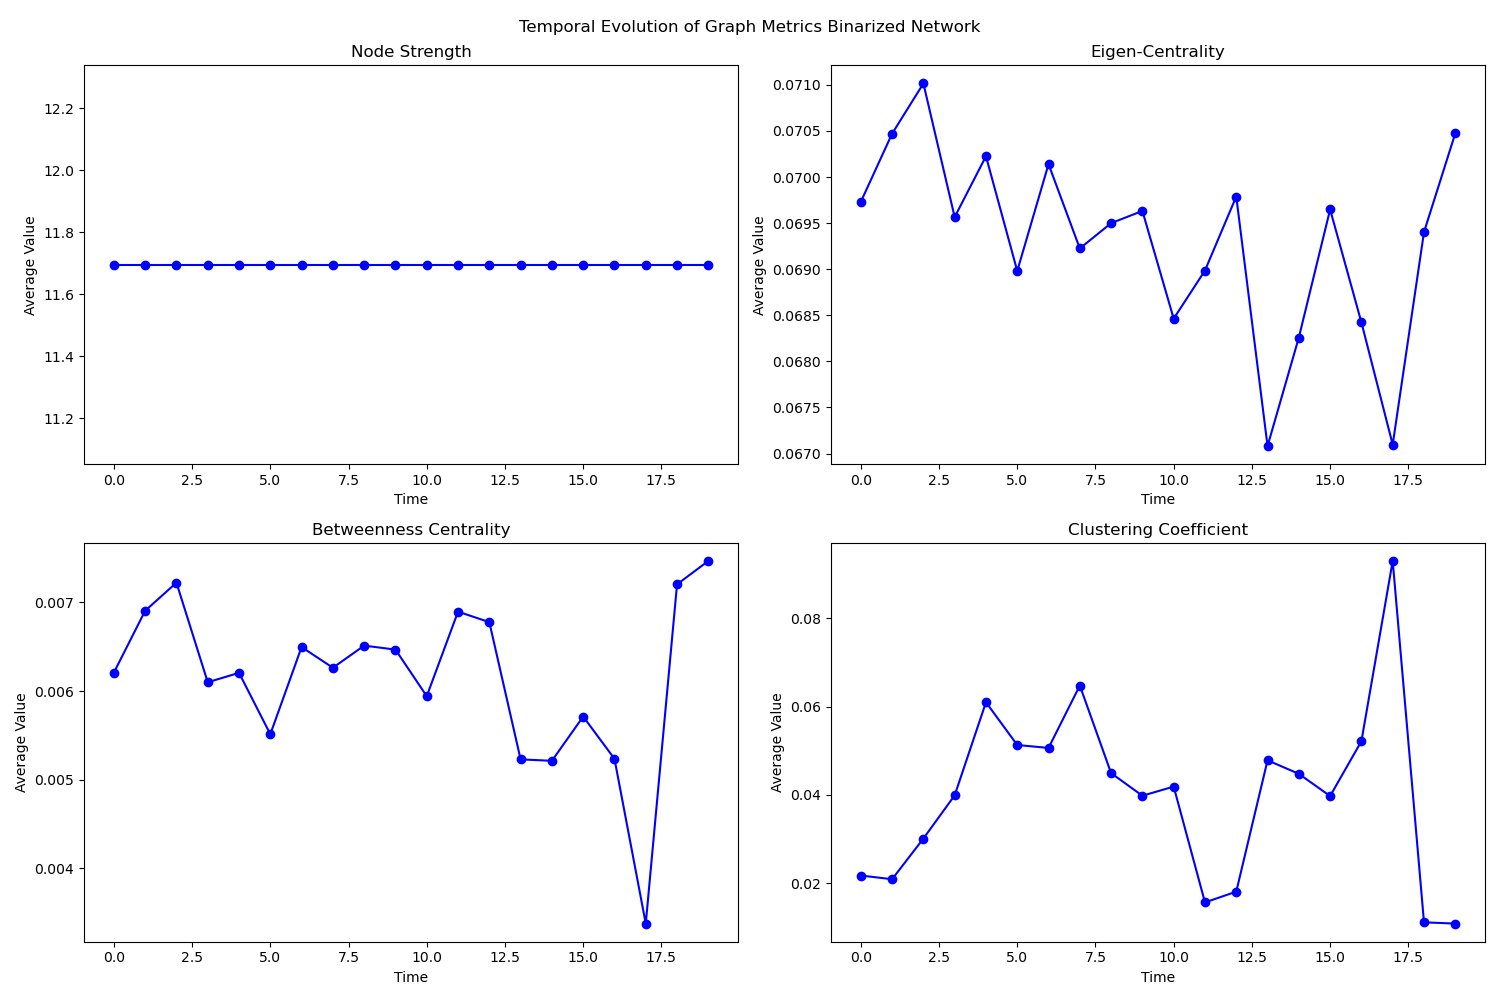 Temporal Evolution of Graph Metrics Binarized Network
Node Strength
Average Value
12.2
12.0
11.8
11.6
11.4
11.2
0.0 2.5 5.0 7.5 10.0 12.5 15.0 17.5
Time
Eigen-Centrality
Average Value
0.0710
0.0705
0.0700
0.0695
0.0690
0.0685
0.0680
0.0675
0.0670
0.0 2.5 5.0 7.5 10.0 12.5 15.0 17.5
Time
Betweenness Centrality
Average Value
0.007
0.006
0.005
0.004
0.0 2.5 5.0 7.5 10.0 12.5 15.0 17.5
Time
Clustering Coefficient
Average Value
0.08
0.06
0.04
0.02
0.0 2.5 5.0 7.5 10.0 12.5 15.0 17.5
Time